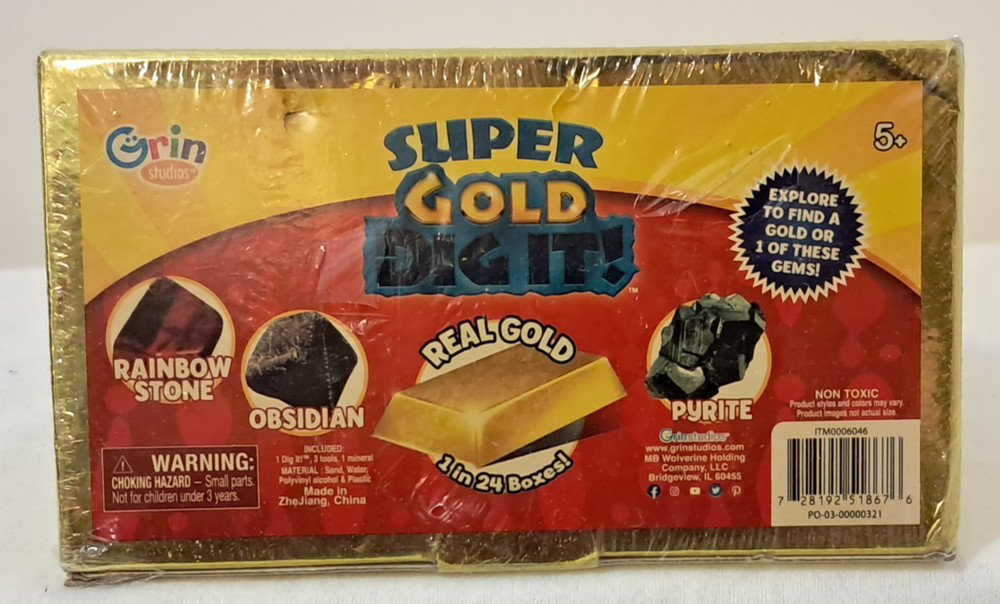 Grin
studios™
5+
SUPER
GOLD
DIG IT!™
EXPLORE
TO FIND A
GOLD OR
1 OF THESE
GEMS!
RAINBOW
STONE
OBSIDIAN
REAL GOLD
1 in 24 Boxes!
PYRITE
NON TOXIC
Product styles and colors may vary.
Product images not actual size.
WARNING:
CHOKING HAZARD – Small parts.
Not for children under 3 years.
INCLUDED:
1 Dig It!™, 3 tools, 1 mineral
MATERIAL : Sand, Water,
Polyvinyl alcohol & Plastic
Made in
ZheJiang, China
Grinstudios™
www.grinstudios.com
MB Wolverine Holding
Company, LLC
Bridgeview, IL 60455
ITM0006046
7 28192 51867 6
PO-03-00000321